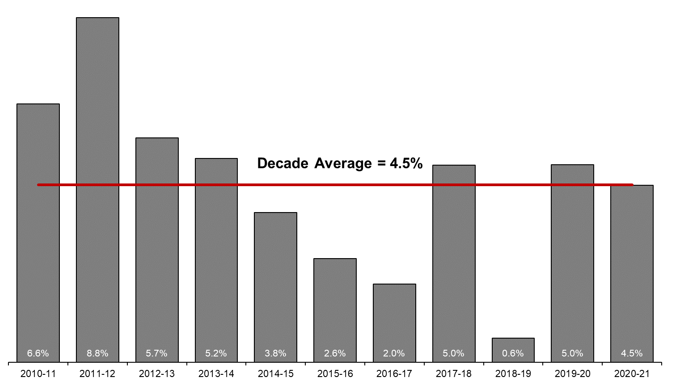 Decade Average = 4.5%
6.6% 8.8% 5.7% 5.2% 3.8% 2.6% 2.0% 5.0% 0.6% 5.0% 4.5%
2010-11 2011-12 2012-13 2013-14 2014-15 2015-16 2016-17 2017-18 2018-19 2019-20 2020-21